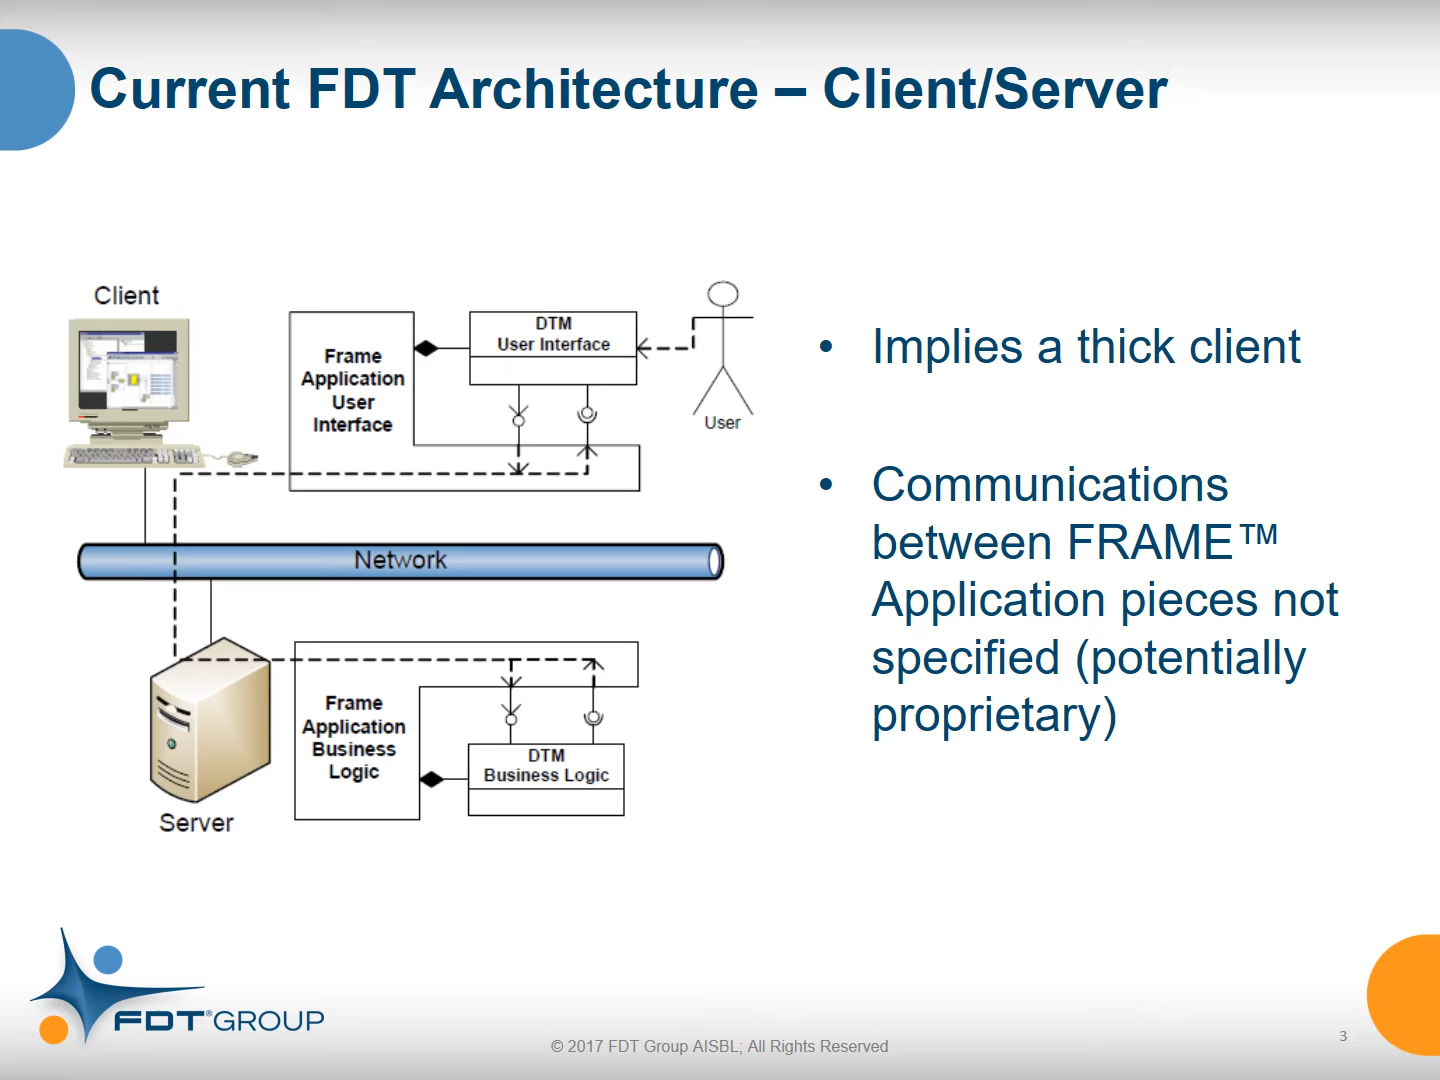 Current FDT Architecture – Client/Server
Client
Frame
Application
User
Interface
DTM
User Interface
User
Network
Server
Frame
Application
Business
Logic
DTM
Business Logic
• Implies a thick client
• Communications
between FRAME™
Application pieces not
specified (potentially
proprietary)
FDT®GROUP
© 2017 FDT Group AISBL; All Rights Reserved
3